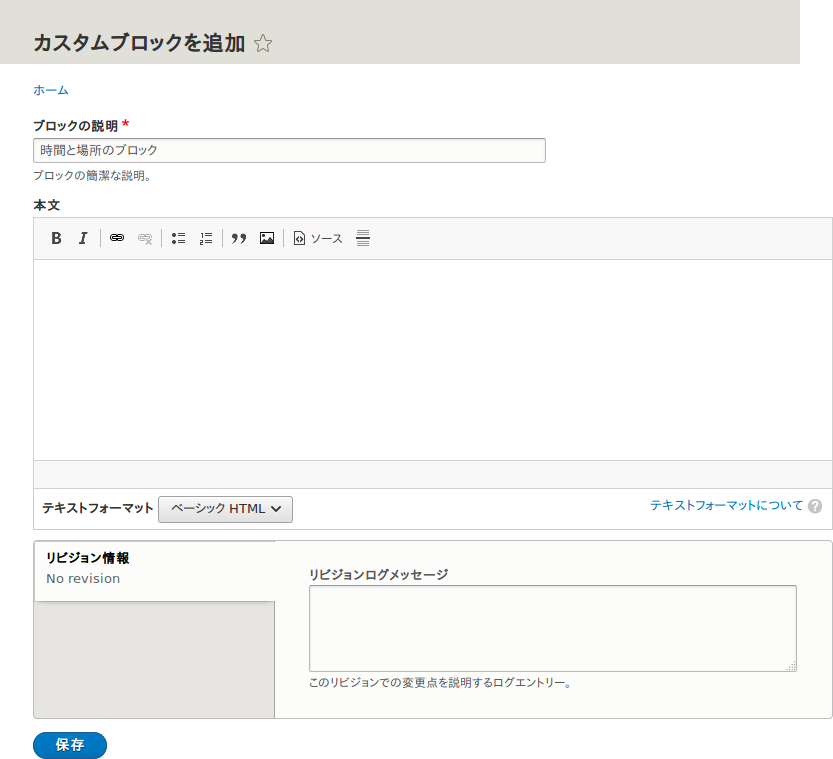 カスタムブロックを追加
ホーム
ブロックの説明 *
時間と場所のブロック
ブロックの簡潔な説明。
本文
B I ソース
テキストフォーマット ベーシック HTML テキストフォーマットについて ?
リビジョン情報
No revision
リビジョンログメッセージ
このリビジョンでの変更点を説明するログエントリー。
保存